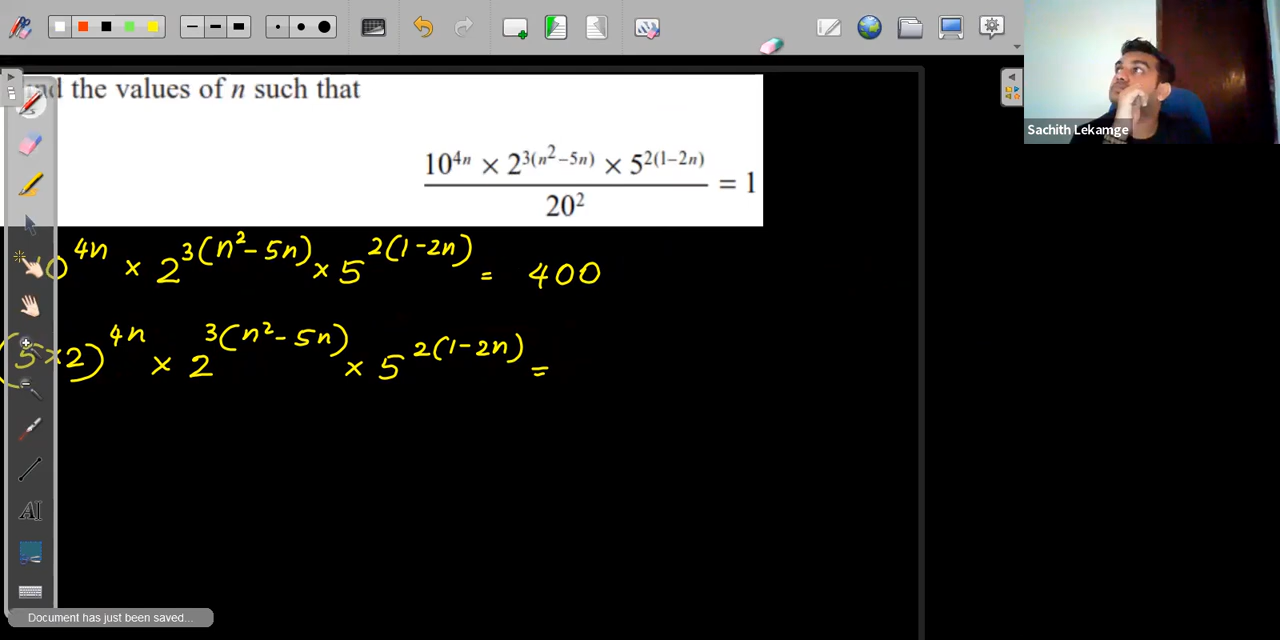 nd the values of n such that
10^{4n} × 2^{3(n^2−5n)} × 5^{2(1−2n)}
= 1
20^2
Sachith Lekamge
10^{4n} × 2^{3(n^2−5n)} × 5^{2(1−2n)} = 400
(5×2)^{4n} × 2^{3(n^2−5n)} × 5^{2(1−2n)} =
AI
Document has just been saved...